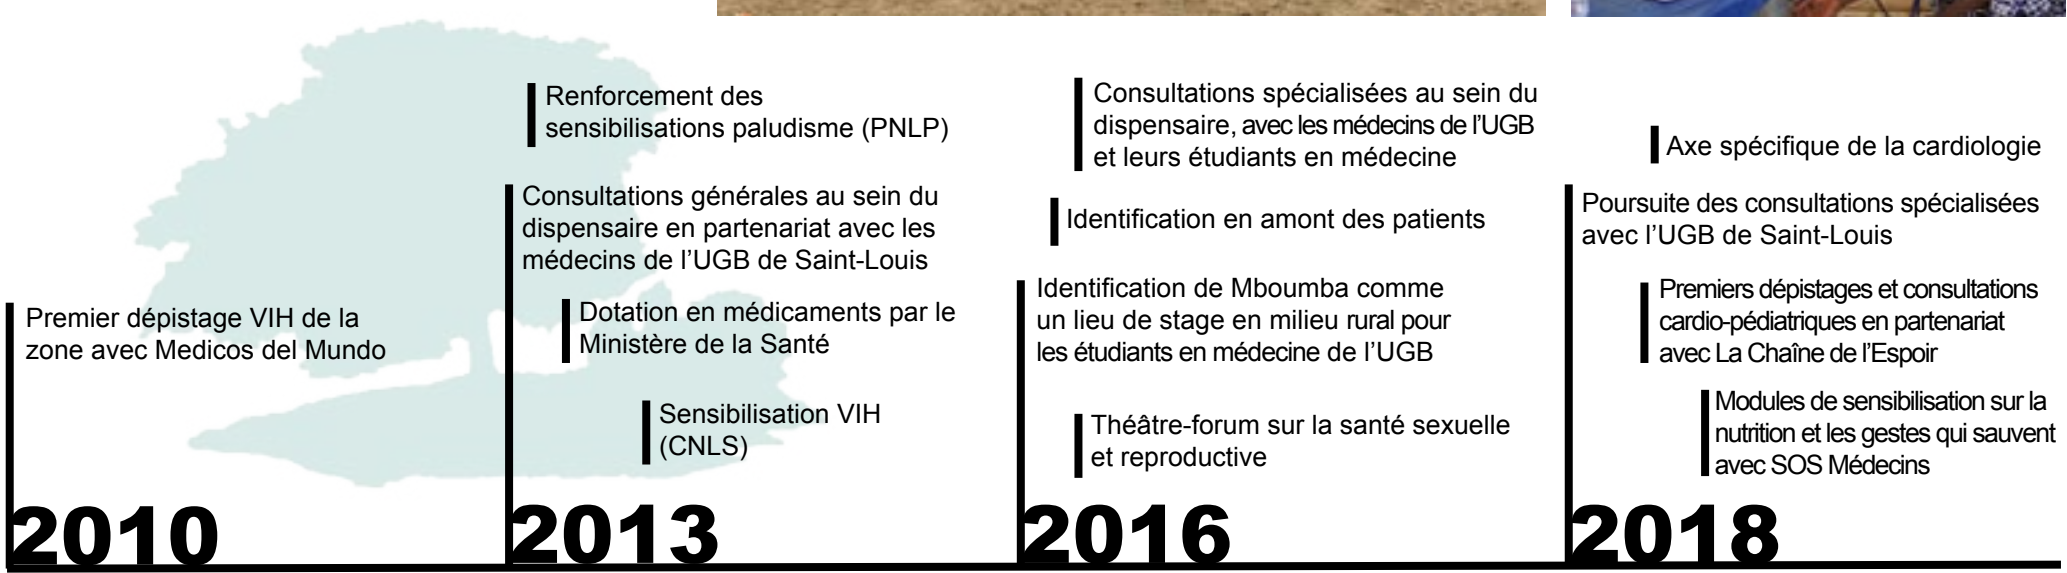 Premier dépistage VIH de la
zone avec Medicos del Mundo
2010
Renforcement des
sensibilisations paludisme (PNLP)
Consultations générales au sein du
dispensaire en partenariat avec les
médecins de l'UGB de Saint-Louis
Dotation en médicaments par le
Ministère de la Santé
Sensibilisation VIH
(CNLS)
2013
Consultations spécialisées au sein du
dispensaire, avec les médecins de l'UGB
et leurs étudiants en médecine
Identification en amont des patients
Identification de Mboumba comme
un lieu de stage en milieu rural pour
les étudiants en médecine de l'UGB
Théâtre-forum sur la santé sexuelle
et reproductive
2016
Axe spécifique de la cardiologie
Poursuite des consultations spécialisées
avec l'UGB de Saint-Louis
Premiers dépistages et consultations
cardio-pédiatriques en partenariat
avec La Chaîne de l'Espoir
Modules de sensibilisation sur la
nutrition et les gestes qui sauvent
avec SOS Médecins
2018